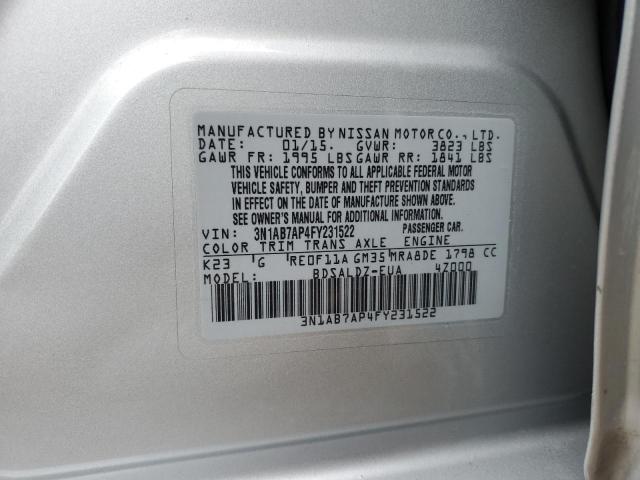 MANUFACTURED BY NISSAN MOTOR CO., LTD.
DATE: 01/15. GVWR: 3823 LBS
GAWR FR: 1995 LBS GAWR RR: 1841 LBS
THIS VEHICLE CONFORMS TO ALL APPLICABLE FEDERAL MOTOR
VEHICLE SAFETY, BUMPER AND THEFT PREVENTION STANDARDS
IN EFFECT ON THE DATE OF MANUFACTURE SHOWN ABOVE.
SEE OWNER'S MANUAL FOR ADDITIONAL INFORMATION.
VIN: 3N1AB7AP4FY231522 PASSENGER CAR.
COLOR TRIM TRANS AXLE ENGINE
K23 G RE0F11A GM35 MRA8DE 1798 CC
MODEL: BDSALDZ-EUA 4Z000
3N1AB7AP4FY231522